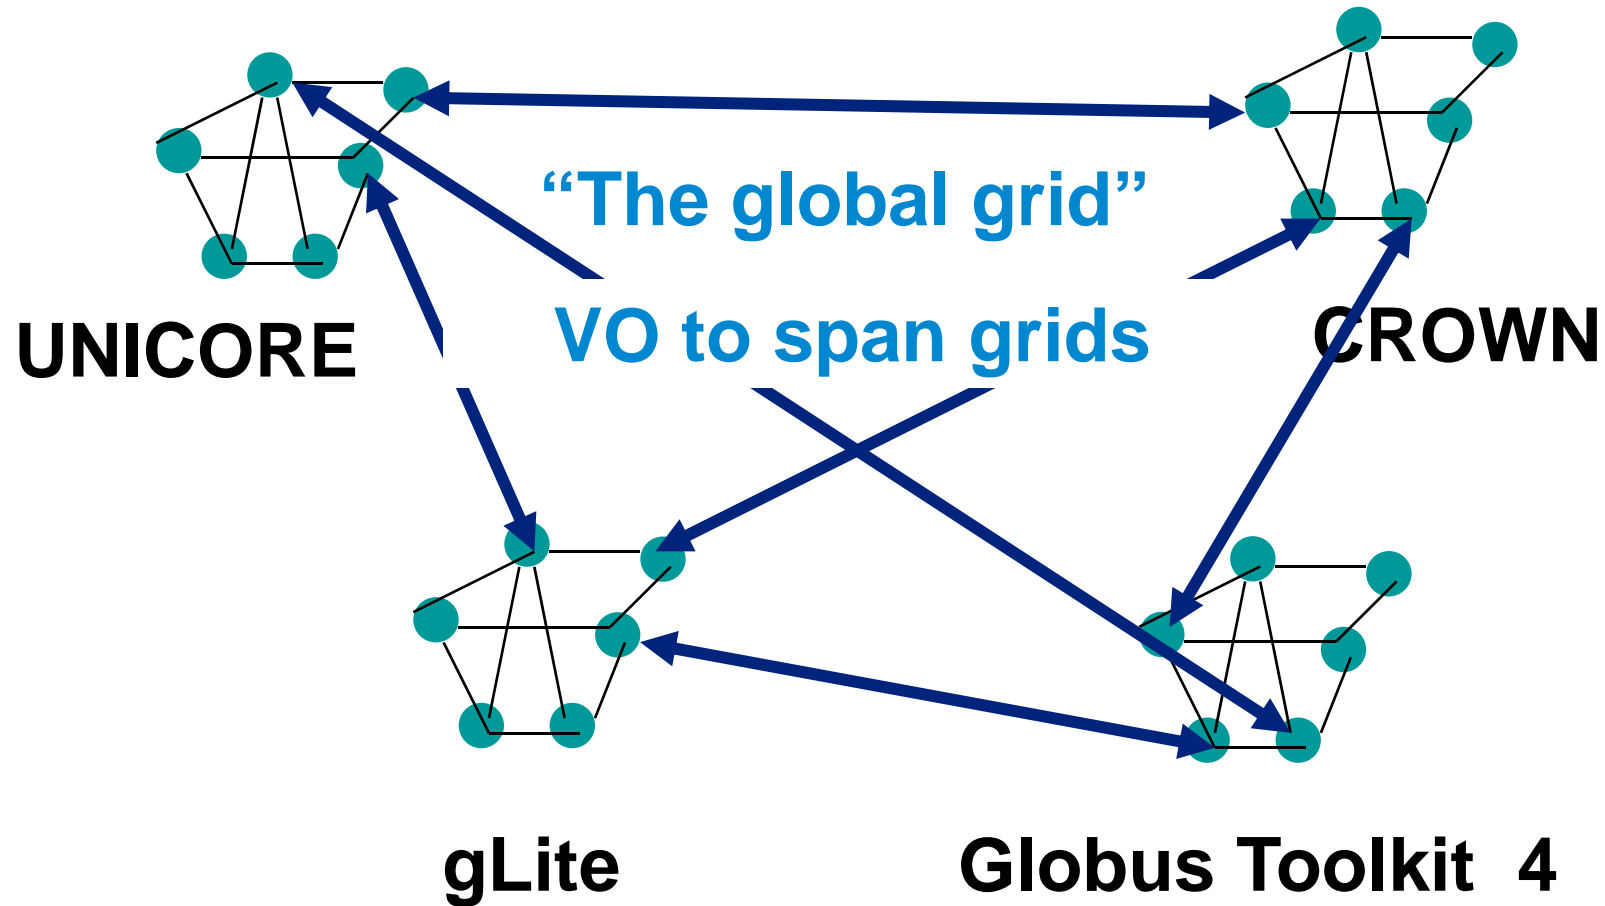 “The global grid”
UNICORE
VO to span grids
CROWN
gLite
Globus Toolkit 4